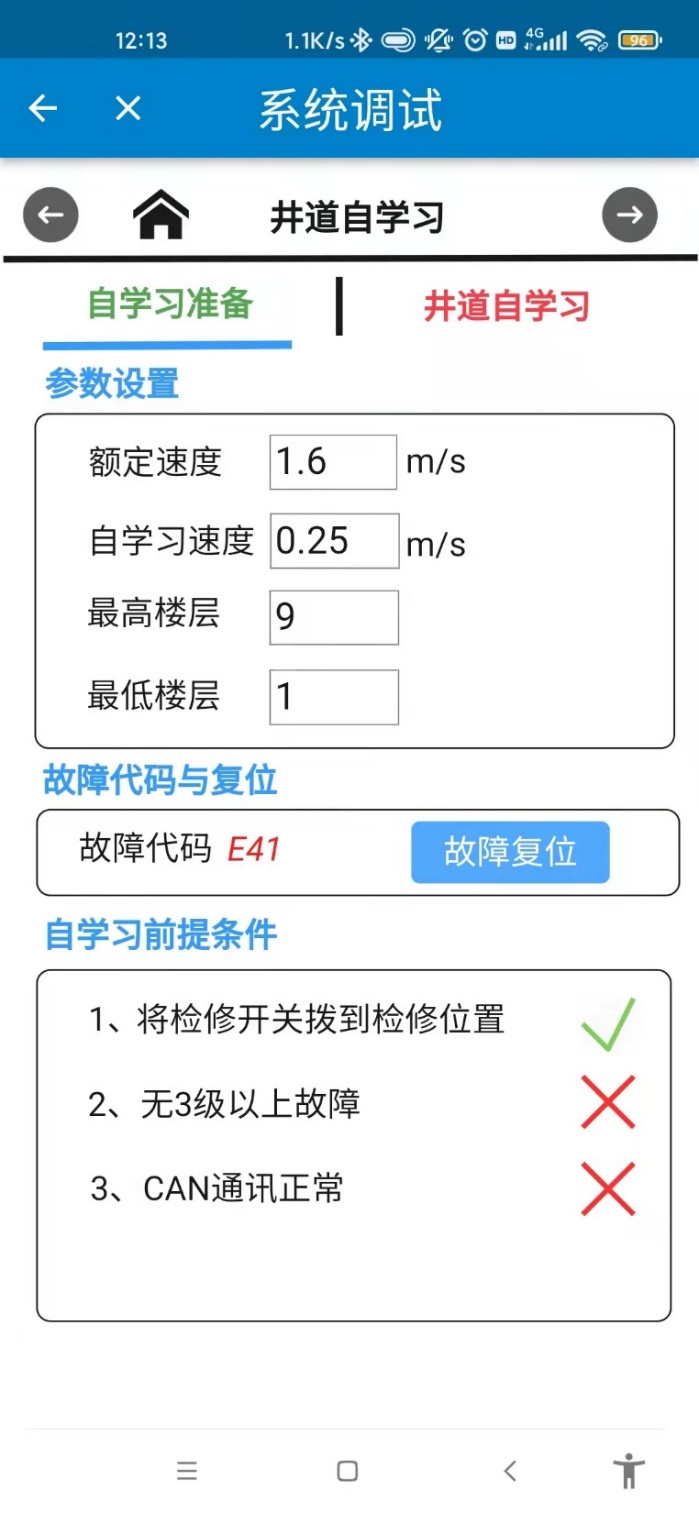 12:13 1.1K/s HD 4G 96
系统调试
井道自学习
自学习准备 井道自学习
参数设置
额定速度 1.6 m/s
自学习速度 0.25 m/s
最高楼层 9
最低楼层 1
故障代码与复位
故障代码 E41 故障复位
自学习前提条件
1、将检修开关拨到检修位置
2、无3级以上故障
3、CAN通讯正常